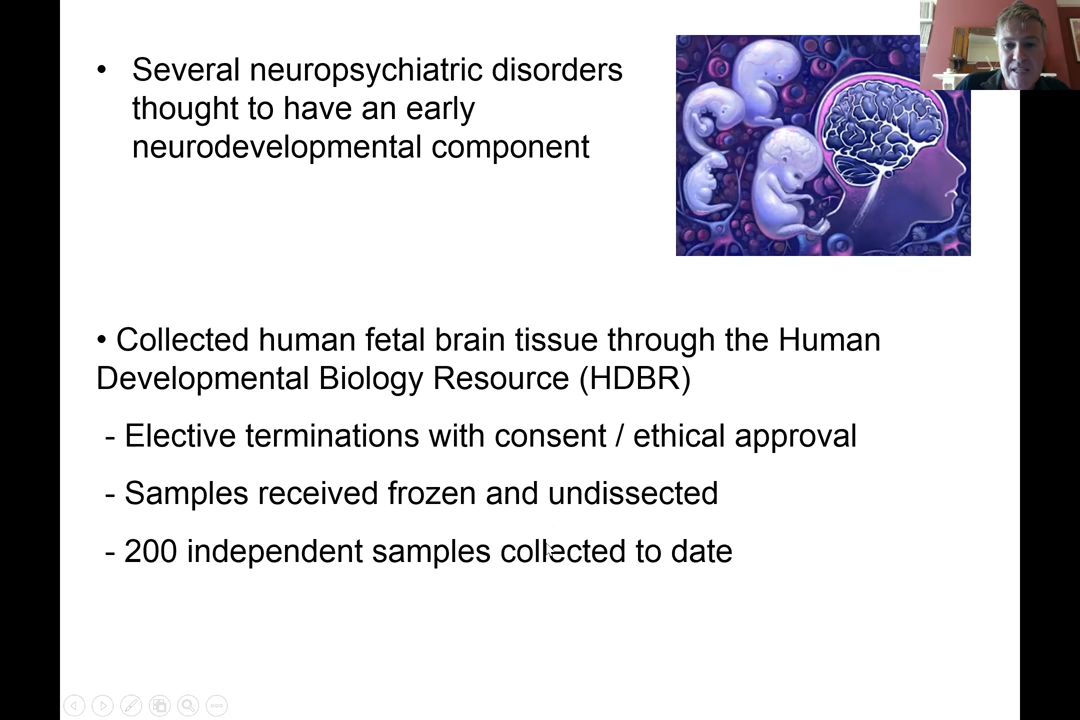 • Several neuropsychiatric disorders
thought to have an early
neurodevelopmental component
• Collected human fetal brain tissue through the Human
Developmental Biology Resource (HDBR)
- Elective terminations with consent / ethical approval
- Samples received frozen and undissected
- 200 independent samples collected to date